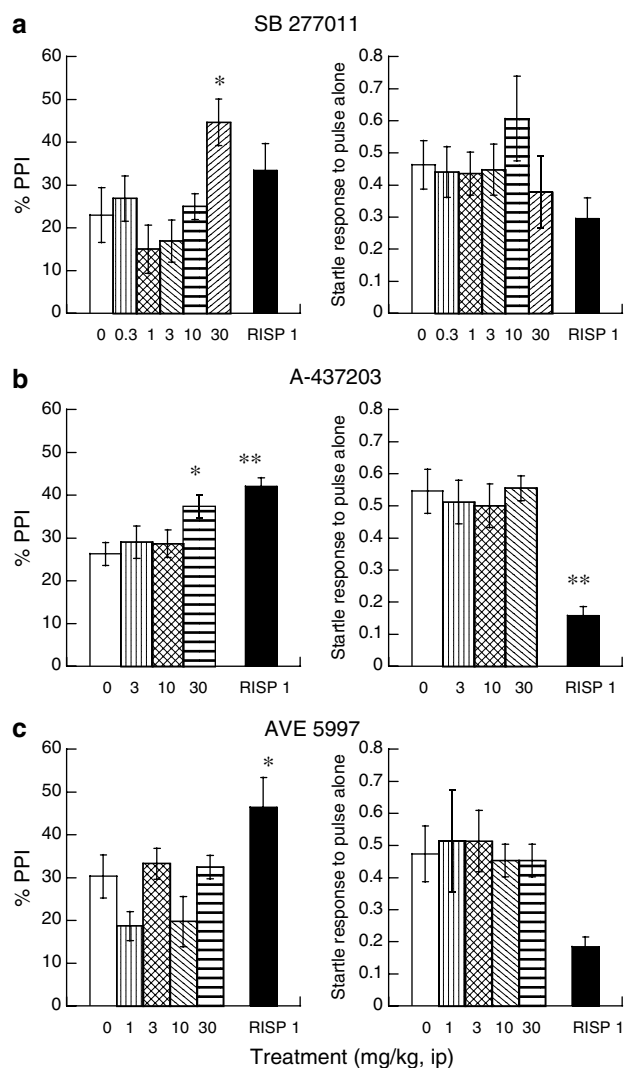 a
SB 277011
% PPI
60
50
40
30
20
10
0
*
0 0.3 1 3 10 30 RISP 1
Startle response to pulse alone
0.8
0.7
0.6
0.5
0.4
0.3
0.2
0.1
0
0 0.3 1 3 10 30 RISP 1
b
A-437203
% PPI
60
50
40
30
20
10
0
* **
0 3 10 30 RISP 1
Startle response to pulse alone
0.8
0.7
0.6
0.5
0.4
0.3
0.2
0.1
0
**
0 3 10 30 RISP 1
c
AVE 5997
% PPI
60
50
40
30
20
10
0
*
0 1 3 10 30 RISP 1
Startle response to pulse alone
0.8
0.7
0.6
0.5
0.4
0.3
0.2
0.1
0
0 1 3 10 30 RISP 1
Treatment (mg/kg, ip)